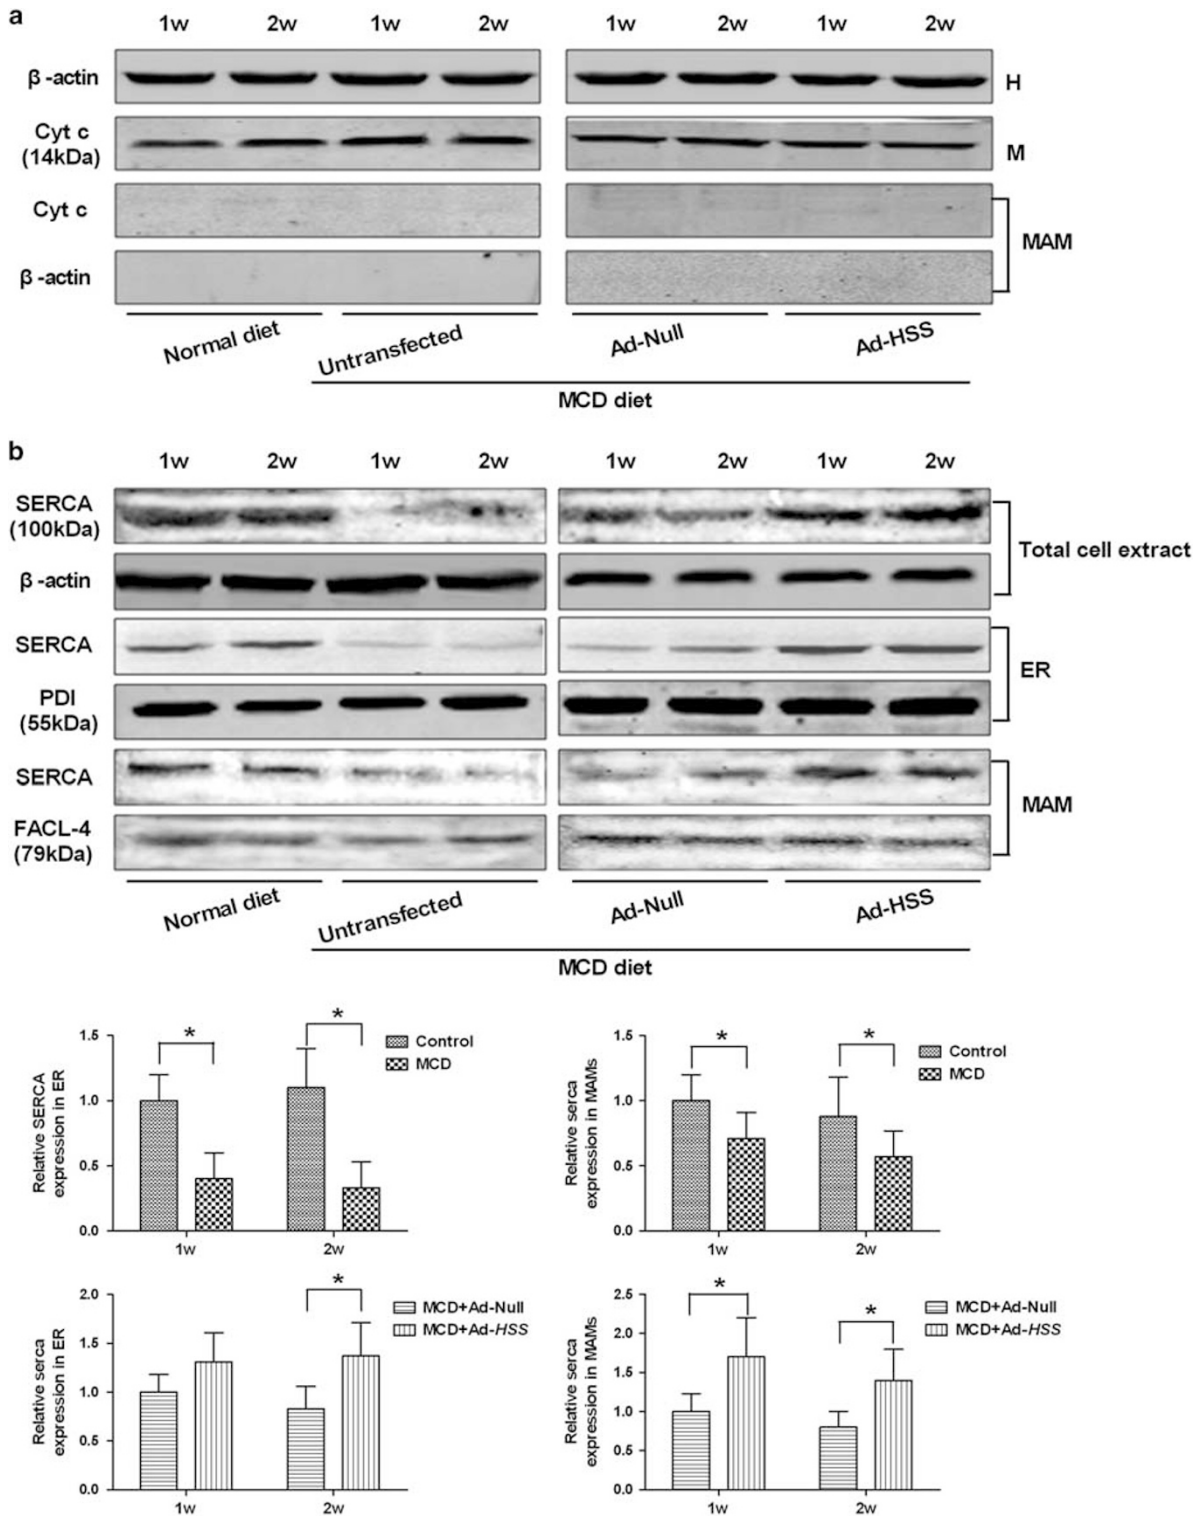 a
1w 2w 1w 2w 1w 2w 1w 2w
β-actin H
Cyt c
(14kDa) M
Cyt c
MAM
β-actin
Normal diet Untransfected Ad-Null Ad-HSS
MCD diet
b
1w 2w 1w 2w 1w 2w 1w 2w
SERCA
(100kDa)
Total cell extract
β-actin
SERCA
ER
PDI
(55kDa)
SERCA
MAM
FACL-4
(79kDa)
Normal diet Untransfected Ad-Null Ad-HSS
MCD diet
Relative SERCA
expression in ER
1.5
1.0
0.5
0.0
* *
Control
MCD
1w 2w
Relative serca
expression in MAMs
1.5
1.0
0.5
0.0
* *
Control
MCD
1w 2w
Relative serca
expression in ER
2.0
1.5
1.0
0.5
0.0
*
MCD+Ad-Null
MCD+Ad-HSS
1w 2w
Relative serca
expression in MAMs
2.5
2.0
1.5
1.0
0.5
0.0
* *
MCD+Ad-Null
MCD+Ad-HSS
1w 2w